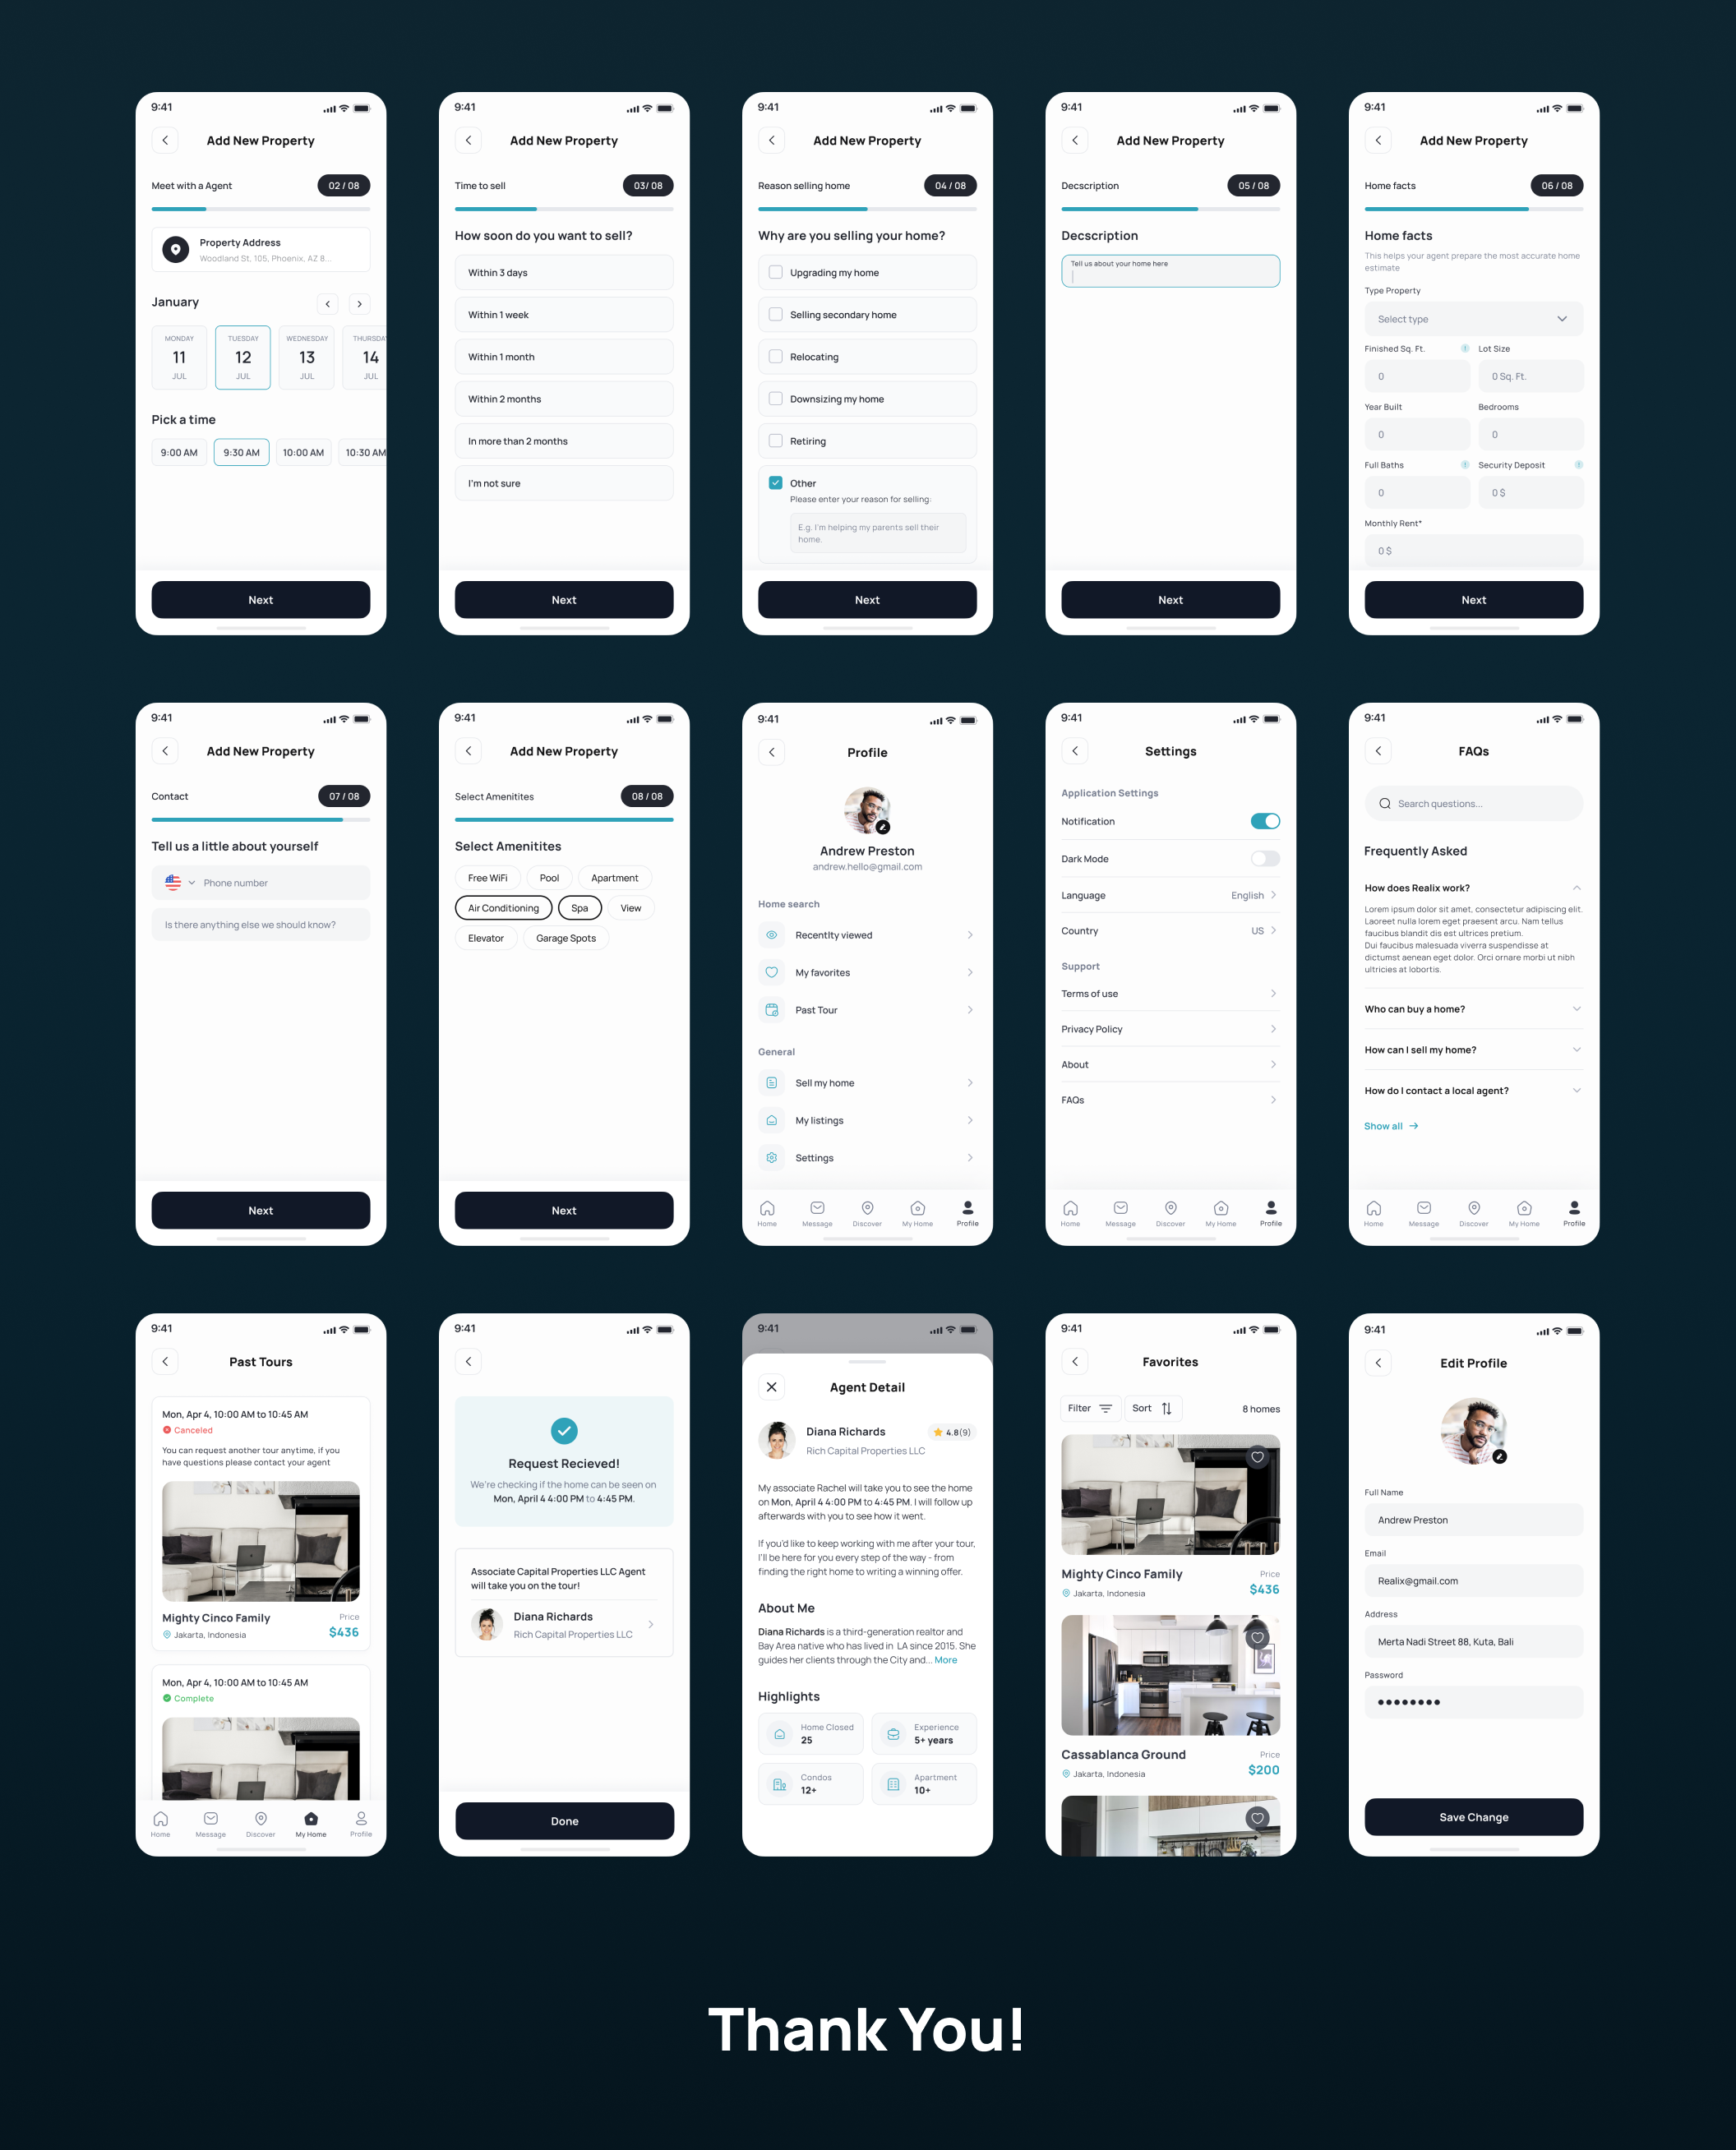 9:41
Add New Property
Meet with a Agent
02 / 08
Property Address
Woodland St, 105, Phoenix, AZ 8...
January
MONDAY
11
JUL
TUESDAY
12
JUL
WEDNESDAY
13
JUL
THURSDA
14
JUL
Pick a time
9:00 AM
9:30 AM
10:00 AM
10:30 AM
Next
9:41
Add New Property
Time to sell
03/ 08
How soon do you want to sell?
Within 3 days
Within 1 week
Within 1 month
Within 2 months
In more than 2 months
I'm not sure
Next
9:41
Add New Property
Reason selling home
04 / 08
Why are you selling your home?
Upgrading my home
Selling secondary home
Relocating
Downsizing my home
Retiring
Other
Please enter your reason for selling:
E.g. I'm helping my parents sell their
home.
Next
9:41
Add New Property
Decscription
05 / 08
Decscription
Tell us about your home here
Next
9:41
Add New Property
Home facts
06 / 08
Home facts
This helps your agent prepare the most accurate home
estimate
Type Property
Select type
Finished Sq. Ft.
Lot Size
0
0 Sq. Ft.
Year Built
Bedrooms
0
0
Full Baths
Security Deposit
0
0 $
Monthly Rent*
0 $
Next
9:41
Add New Property
Contact
07 / 08
Tell us a little about yourself
Phone number
Is there anything else we should know?
Next
9:41
Add New Property
Select Amenitites
08 / 08
Select Amenitites
Free WiFi
Pool
Apartment
Air Conditioning
Spa
View
Elevator
Garage Spots
Next
9:41
Profile
Andrew Preston
andrew.hello@gmail.com
Home search
Recentlty viewed
My favorites
Past Tour
General
Sell my home
My listings
Settings
Home
Message
Discover
My Home
Profile
9:41
Settings
Application Settings
Notification
Dark Mode
Language
English
Country
US
Support
Terms of use
Privacy Policy
About
FAQs
Home
Message
Discover
My Home
Profile
9:41
FAQs
Search questions...
Frequently Asked
How does Realix work?
Lorem ipsum dolor sit amet, consectetur adipiscing elit.
Laoreet nulla lorem eget praesent arcu. Nam tellus
faucibus blandit dis est ultrices pretium.
Dui faucibus malesuada viverra suspendisse at
dictumst aenean eget dolor. Orci ornare morbi ut nibh
ultricies at lobortis.
Who can buy a home?
How can I sell my home?
How do I contact a local agent?
Show all
Home
Message
Discover
My Home
Profile
9:41
Past Tours
Mon, Apr 4, 10:00 AM to 10:45 AM
Canceled
You can request another tour anytime, if you
have questions please contact your agent
Mighty Cinco Family
Price
Jakarta, Indonesia
$436
Mon, Apr 4, 10:00 AM to 10:45 AM
Complete
Home
Message
Discover
My Home
Profile
9:41
Request Recieved!
We're checking if the home can be seen on
Mon, April 4 4:00 PM to 4:45 PM.
Associate Capital Properties LLC Agent
will take you on the tour!
Diana Richards
Rich Capital Properties LLC
Done
9:41
Agent Detail
Diana Richards
4.8(9)
Rich Capital Properties LLC
My associate Rachel will take you to see the home
on Mon, April 4 4:00 PM to 4:45 PM. I will follow up
afterwards with you to see how it went.
If you'd like to keep working with me after your tour,
I'll be here for you every step of the way - from
finding the right home to writing a winning offer.
About Me
Diana Richards is a third-generation realtor and
Bay Area native who has lived in LA since 2015. She
guides her clients through the City and... More
Highlights
Home Closed
25
Experience
5+ years
Condos
12+
Apartment
10+
9:41
Favorites
Filter
Sort
8 homes
Mighty Cinco Family
Price
Jakarta, Indonesia
$436
Cassablanca Ground
Price
Jakarta, Indonesia
$200
9:41
Edit Profile
Full Name
Andrew Preston
Email
Realix@gmail.com
Address
Merta Nadi Street 88, Kuta, Bali
Password
Save Change
Thank You!